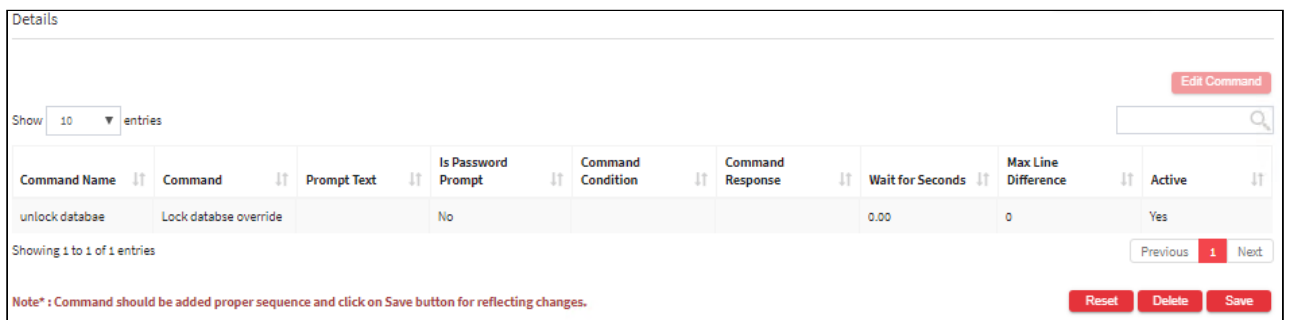 Details
Edit Command
Show 10 entries
Command Name Command Prompt Text Is Password Prompt Command Condition Command Response Wait for Seconds Max Line Difference Active
unlock databae Lock databse override No 0.00 0 Yes
Showing 1 to 1 of 1 entries
Previous 1 Next
Note* : Command should be added proper sequence and click on Save button for reflecting changes.
Reset Delete Save